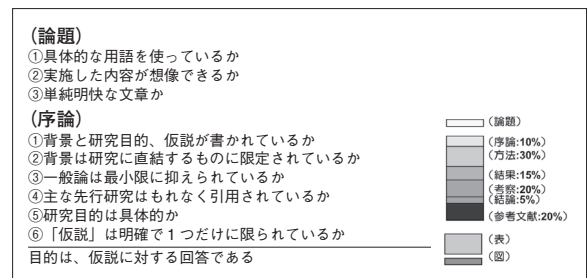 (論題)
①具体的な用語を使っているか
②実施した内容が想像できるか
③単純明快な文章か
(序論)
①背景と研究目的、仮説が書かれているか
②背景は研究に直結するものに限定されているか
③一般論は最小限に抑えられているか
④主な先行研究はもれなく引用されているか
⑤研究目的は具体的か
⑥「仮説」は明確で1つだけに限られているか
目的は、仮説に対する回答である
(論題)
(序論:10%)
(方法:30%)
(結果:15%)
(考察:20%)
(結論:5%)
(参考文献:20%)
(表)
(図)